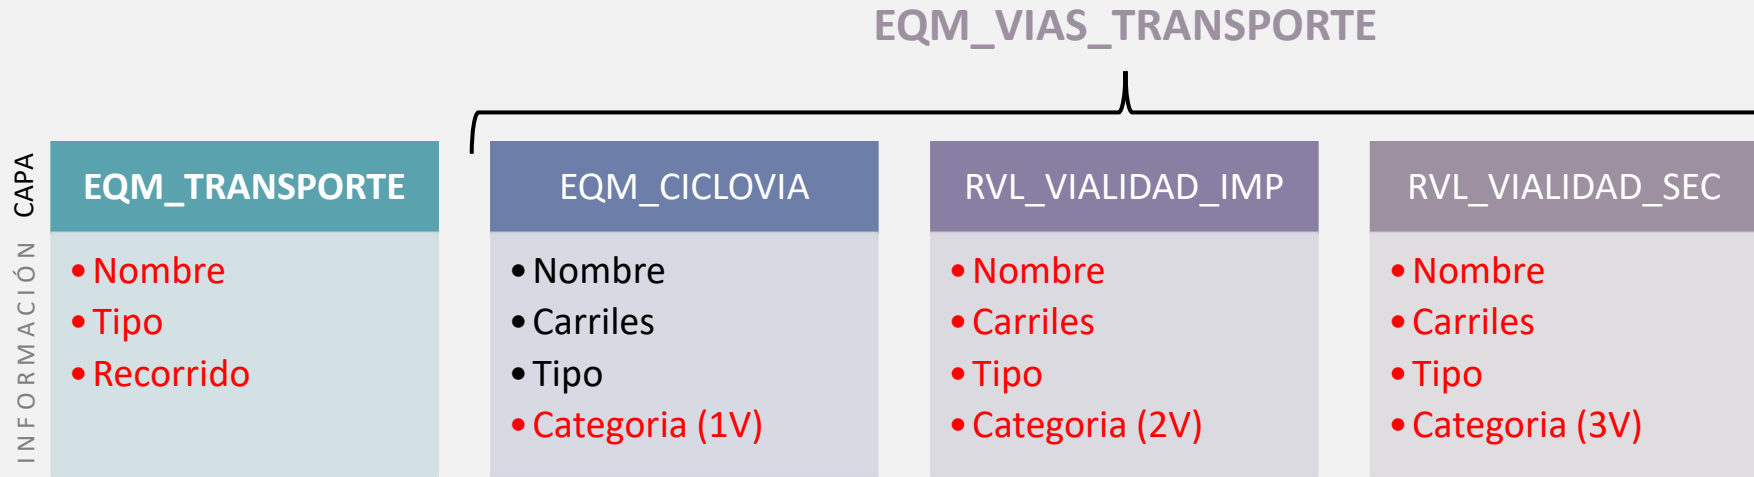 EQM_VIAS_TRANSPORTE
CAPA
INFORMACIÓN
EQM_TRANSPORTE
•Nombre
•Tipo
•Recorrido
EQM_CICLOVIA
•Nombre
•Carriles
•Tipo
•Categoria (1V)
RVL_VIALIDAD_IMP
•Nombre
•Carriles
•Tipo
•Categoria (2V)
RVL_VIALIDAD_SEC
•Nombre
•Carriles
•Tipo
•Categoria (3V)